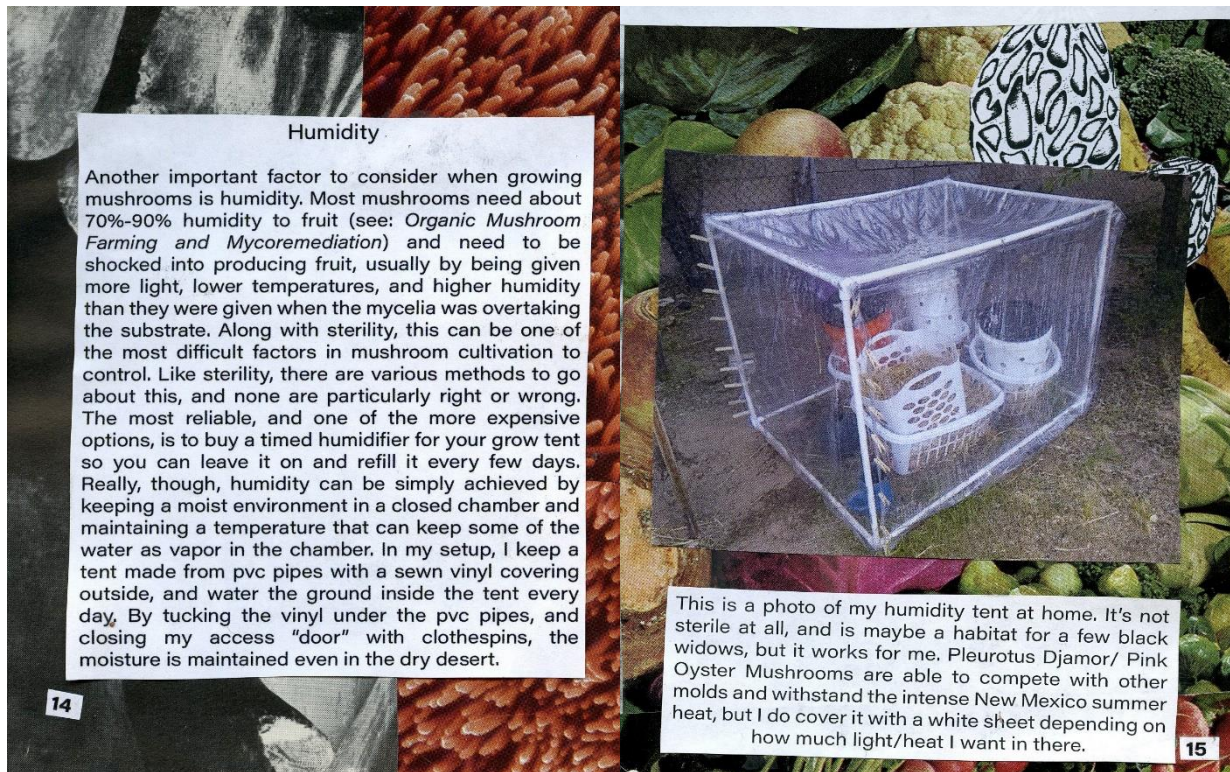 Humidity
Another important factor to consider when growing
mushrooms is humidity. Most mushrooms need about
70%-90% humidity to fruit (see: Organic Mushroom
Farming and Mycoremediation) and need to be
shocked into producing fruit, usually by being given
more light, lower temperatures, and higher humidity
than they were given when the mycelia was overtaking
the substrate. Along with sterility, this can be one of
the most difficult factors in mushroom cultivation to
control. Like sterility, there are various methods to go
about this, and none are particularly right or wrong.
The most reliable, and one of the more expensive
options, is to buy a timed humidifier for your grow tent
so you can leave it on and refill it every few days.
Really, though, humidity can be simply achieved by
keeping a moist environment in a closed chamber and
maintaining a temperature that can keep some of the
water as vapor in the chamber. In my setup, I keep a
tent made from pvc pipes with a sewn vinyl covering
outside, and water the ground inside the tent every
day. By tucking the vinyl under the pvc pipes, and
closing my access "door" with clothespins, the
moisture is maintained even in the dry desert.
14
This is a photo of my humidity tent at home. It's not
sterile at all, and is maybe a habitat for a few black
widows, but it works for me. Pleurotus Djamor/ Pink
Oyster Mushrooms are able to compete with other
molds and withstand the intense New Mexico summer
heat, but I do cover it with a white sheet depending on
how much light/heat I want in there.
15